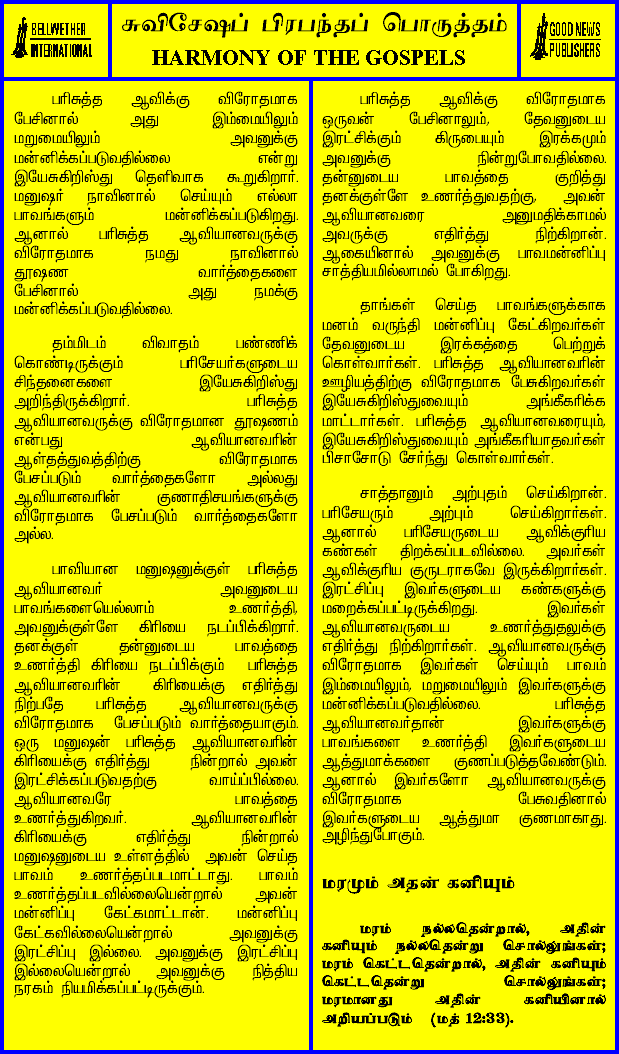 BELLWETHER
INTERNATIONAL
சுவிசேஷப் பிரபந்தப் பொருத்தம்
HARMONY OF THE GOSPELS
GOOD NEWS
PUBLISHERS
பரிசுத்த ஆவிக்கு விரோதமாக
பேசினால் அது இம்மையிலும்
மறுமையிலும் அவனுக்கு
மன்னிக்கப்படுவதில்லை என்று
இயேசுகிறிஸ்து தெளிவாக கூறுகிறார்.
மனுஷர் நாவினால் செய்யும் எல்லா
பாவங்களும் மன்னிக்கப்படுகிறது.
ஆனால் பரிசுத்த ஆவியானவருக்கு
விரோதமாக நமது நாவினால்
தூஷண வார்த்தைகளை
பேசினால் அது நமக்கு
மன்னிக்கப்படுவதில்லை.
தம்மிடம் விவாதம் பண்ணிக்
கொண்டிருக்கும் பரிசேயர்களுடைய
சிந்தனைகளை இயேசுகிறிஸ்து
அறிந்திருக்கிறார். பரிசுத்த
ஆவியானவருக்கு விரோதமான தூஷணம்
என்பது ஆவியானவரின்
ஆள்தத்துவத்திற்கு விரோதமாக
பேசப்படும் வார்த்தைகளோ அல்லது
ஆவியானவரின் குணாதிசயங்களுக்கு
விரோதமாக பேசப்படும் வார்த்தைகளோ
அல்ல.
பாவியான மனுஷனுக்குள் பரிசுத்த
ஆவியானவர் அவனுடைய
பாவங்களையெல்லாம் உணர்த்தி,
அவனுக்குள்ளே கிரியை நடப்பிக்கிறார்.
தனக்குள் தன்னுடைய பாவத்தை
உணர்த்தி கிரியை நடப்பிக்கும் பரிசுத்த
ஆவியானவரின் கிரியைக்கு எதிர்த்து
நிற்பதே பரிசுத்த ஆவியானவருக்கு
விரோதமாக பேசப்படும் வார்த்தையாகும்.
ஒரு மனுஷன் பரிசுத்த ஆவியானவரின்
கிரியைக்கு எதிர்த்து நின்றால் அவன்
இரட்சிக்கப்படுவதற்கு வாய்ப்பில்லை.
ஆவியானவரே பாவத்தை
உணர்த்துகிறவர். ஆவியானவரின்
கிரியைக்கு எதிர்த்து நின்றால்
மனுஷனுடைய உள்ளத்தில் அவன் செய்த
பாவம் உணர்த்தப்படமாட்டாது. பாவம்
உணர்த்தப்படவில்லையென்றால் அவன்
மன்னிப்பு கேட்கமாட்டான். மன்னிப்பு
கேட்கவில்லையென்றால் அவனுக்கு
இரட்சிப்பு இல்லை. அவனுக்கு இரட்சிப்பு
இல்லையென்றால் அவனுக்கு நித்திய
நரகம் நியமிக்கப்பட்டிருக்கும்.
பரிசுத்த ஆவிக்கு விரோதமாக
ஒருவன் பேசினாலும், தேவனுடைய
இரட்சிக்கும் கிருபையும் இரக்கமும்
அவனுக்கு நின்றுபோவதில்லை.
தன்னுடைய பாவத்தை குறித்து
தனக்குள்ளே உணர்த்துவதற்கு, அவன்
ஆவியானவரை அனுமதிக்காமல்
அவருக்கு எதிர்த்து நிற்கிறான்.
ஆகையினால் அவனுக்கு பாவமன்னிப்பு
சாத்தியமில்லாமல் போகிறது.
தாங்கள் செய்த பாவங்களுக்காக
மனம் வருந்தி மன்னிப்பு கேட்கிறவர்கள்
தேவனுடைய இரக்கத்தை பெற்றுக்
கொள்வார்கள். பரிசுத்த ஆவியானவரின்
ஊழியத்திற்கு விரோதமாக பேசுகிறவர்கள்
இயேசுகிறிஸ்துவையும் அங்கீகரிக்க
மாட்டார்கள். பரிசுத்த ஆவியானவரையும்,
இயேசுகிறிஸ்துவையும் அங்கீகரியாதவர்கள்
பிசாசோடு சேர்ந்து கொள்வார்கள்.
சாத்தானும் அற்புதம் செய்கிறான்.
பரிசேயரும் அற்பும் செய்கிறார்கள்.
ஆனால் பரிசேயருடைய ஆவிக்குரிய
கண்கள் திறக்கப்படவில்லை. அவர்கள்
ஆவிக்குரிய குருடராகவே இருக்கிறார்கள்.
இரட்சிப்பு இவர்களுடைய கண்களுக்கு
மறைக்கப்பட்டிருக்கிறது. இவர்கள்
ஆவியானவருடைய உணர்த்துதலுக்கு
எதிர்த்து நிற்கிறார்கள். ஆவியானவருக்கு
விரோதமாக இவர்கள் செய்யும் பாவம்
இம்மையிலும், மறுமையிலும் இவர்களுக்கு
மன்னிக்கப்படுவதில்லை. பரிசுத்த
ஆவியானவர்தான் இவர்களுக்கு
பாவங்களை உணர்த்தி இவர்களுடைய
ஆத்துமாக்களை குணப்படுத்தவேண்டும்.
ஆனால் இவர்களோ ஆவியானவருக்கு
விரோதமாக பேசுவதினால்
இவர்களுடைய ஆத்துமா குணமாகாது.
அழிந்துபோகும்.
மரமும் அதன் கனியும்
மரம் நல்லதென்றால், அதின்
கனியும் நல்லதென்று சொல்லுங்கள்;
மரம் கெட்டதென்றால், அதின் கனியும்
கெட்டதென்று சொல்லுங்கள்;
மரமானது அதின் கனியினால்
அறியப்படும் (மத் 12:33).